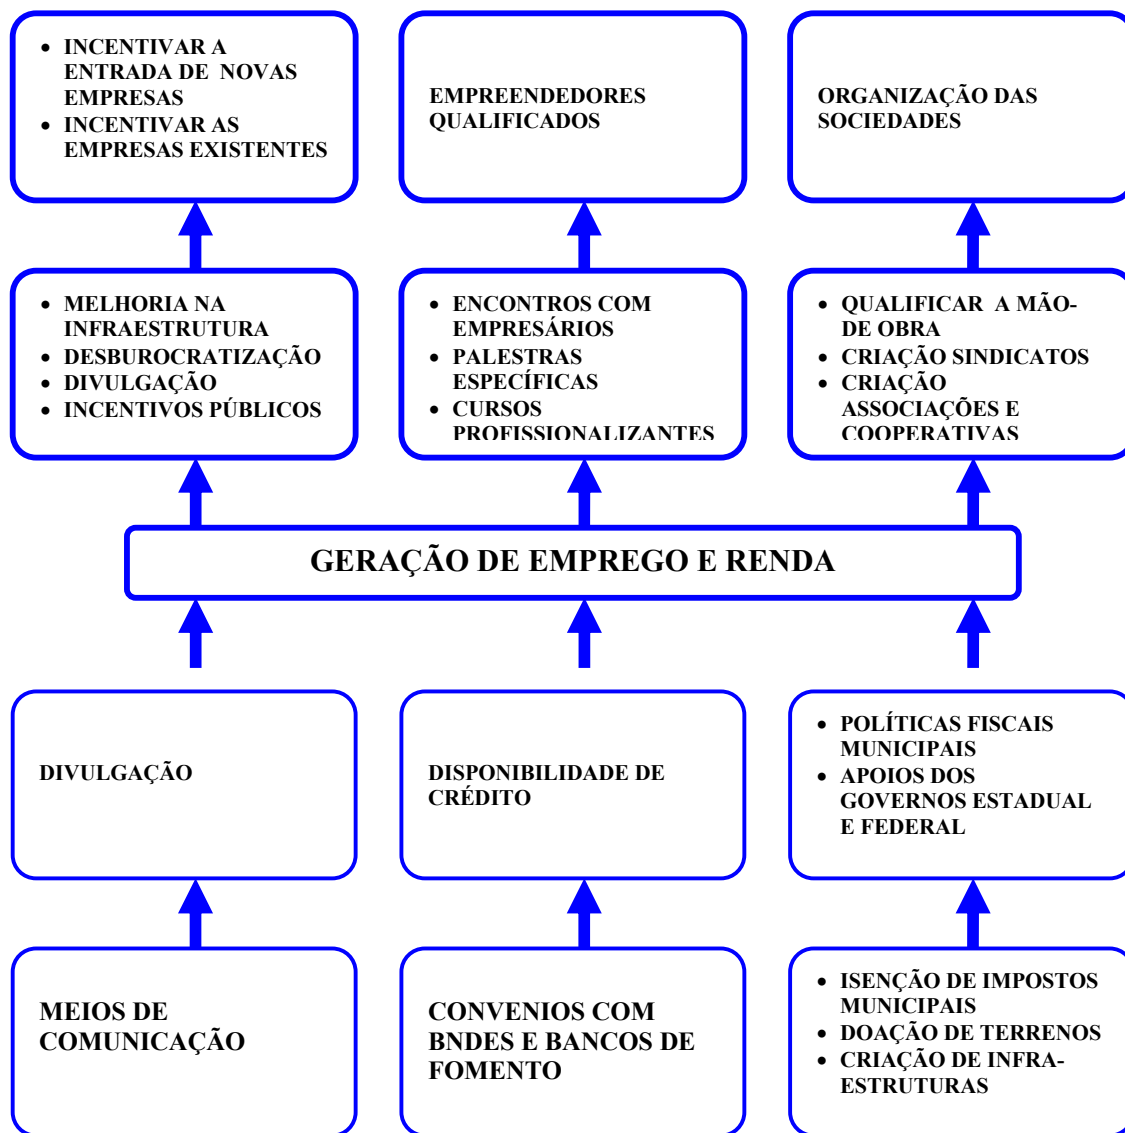 • INCENTIVAR A
ENTRADA DE NOVAS
EMPRESAS
• INCENTIVAR AS
EMPRESAS EXISTENTES
EMPREENDEDORES
QUALIFICADOS
ORGANIZAÇÃO DAS
SOCIEDADES
• MELHORIA NA
INFRAESTRUTURA
• DESBUROCRATIZAÇÃO
• DIVULGAÇÃO
• INCENTIVOS PÚBLICOS
• ENCONTROS COM
EMPRESÁRIOS
• PALESTRAS
ESPECÍFICAS
• CURSOS
PROFISSIONALIZANTES
• QUALIFICAR A MÃO-
DE OBRA
• CRIAÇÃO SINDICATOS
• CRIAÇÃO
ASSOCIAÇÕES E
COOPERATIVAS
GERAÇÃO DE EMPREGO E RENDA
DIVULGAÇÃO
DISPONIBILIDADE DE
CRÉDITO
• POLÍTICAS FISCAIS
MUNICIPAIS
• APOIOS DOS
GOVERNOS ESTADUAL
E FEDERAL
MEIOS DE
COMUNICAÇÃO
CONVENIOS COM
BNDES E BANCOS DE
FOMENTO
• ISENÇÃO DE IMPOSTOS
MUNICIPAIS
• DOAÇÃO DE TERRENOS
• CRIAÇÃO DE INFRA-
ESTRUTURAS